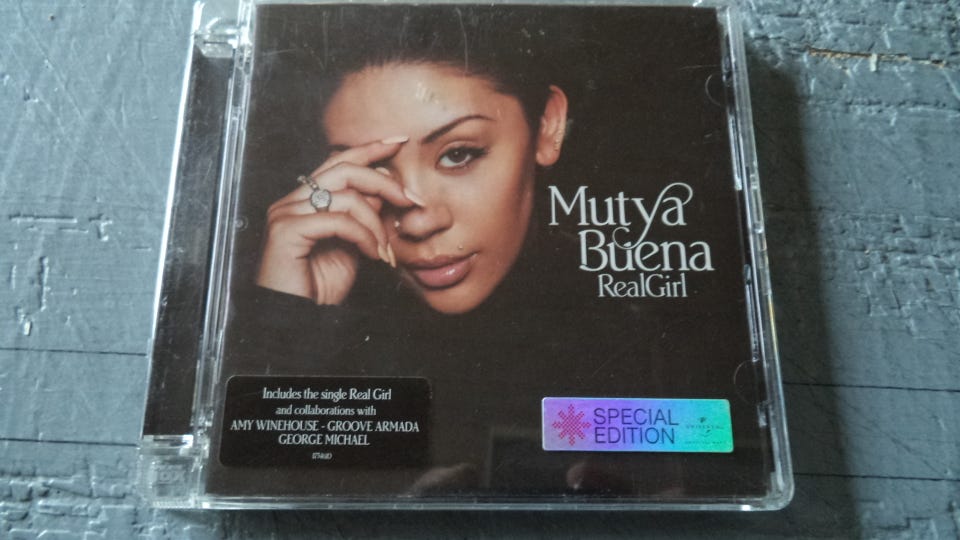 Mutya
Buena
RealGirl
Includes the single Real Girl
and collaborations with
AMY WINEHOUSE - GROOVE ARMADA
GEORGE MICHAEL
SPECIAL
EDITION
UNIVERSAL